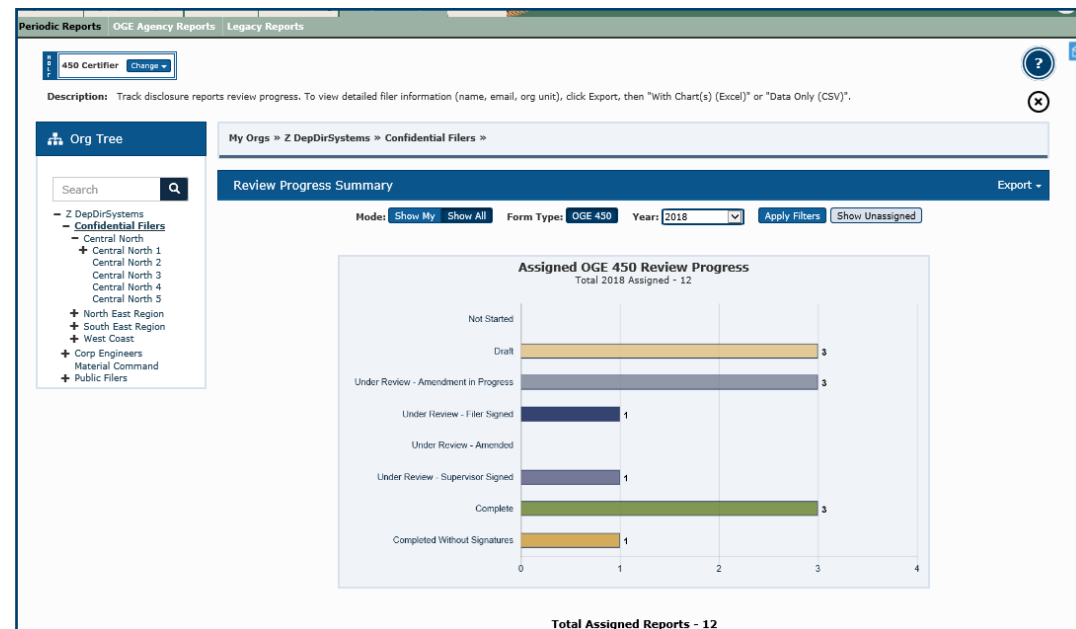 Periodic Reports OGE Agency Reports Legacy Reports
ROLE
450 Certifier Change
?
Description: Track disclosure reports review progress. To view detailed filer information (name, email, org unit), click Export, then "With Chart(s) (Excel)" or "Data Only (CSV)".
Org Tree
My Orgs » Z DepDirSystems » Confidential Filers »
Search
Review Progress Summary
Export
Z DepDirSystems
Confidential Filers
Central North
Central North 1
Central North 2
Central North 3
Central North 4
Central North 5
North East Region
South East Region
West Coast
Corp Engineers
Material Command
Public Filers
Mode: Show My Show All Form Type: OGE 450 Year: 2018 Apply Filters Show Unassigned
Assigned OGE 450 Review Progress
Total 2018 Assigned - 12
Not Started
Draft 3
Under Review - Amendment in Progress 3
Under Review - Filer Signed 1
Under Review - Amended
Under Review - Supervisor Signed 1
Complete 3
Completed Without Signatures 1
0 1 2 3 4
Total Assigned Reports - 12